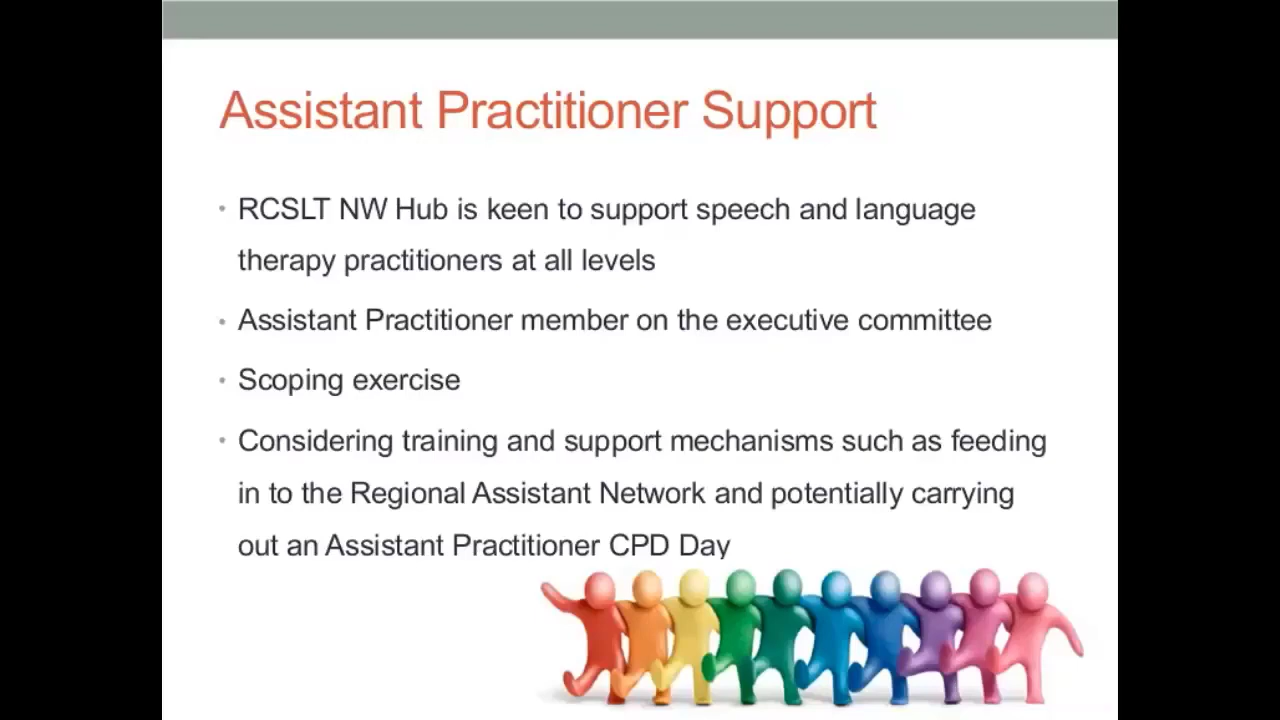 Assistant Practitioner Support
• RCSLT NW Hub is keen to support speech and language
therapy practitioners at all levels
• Assistant Practitioner member on the executive committee
• Scoping exercise
• Considering training and support mechanisms such as feeding
in to the Regional Assistant Network and potentially carrying
out an Assistant Practitioner CPD Day